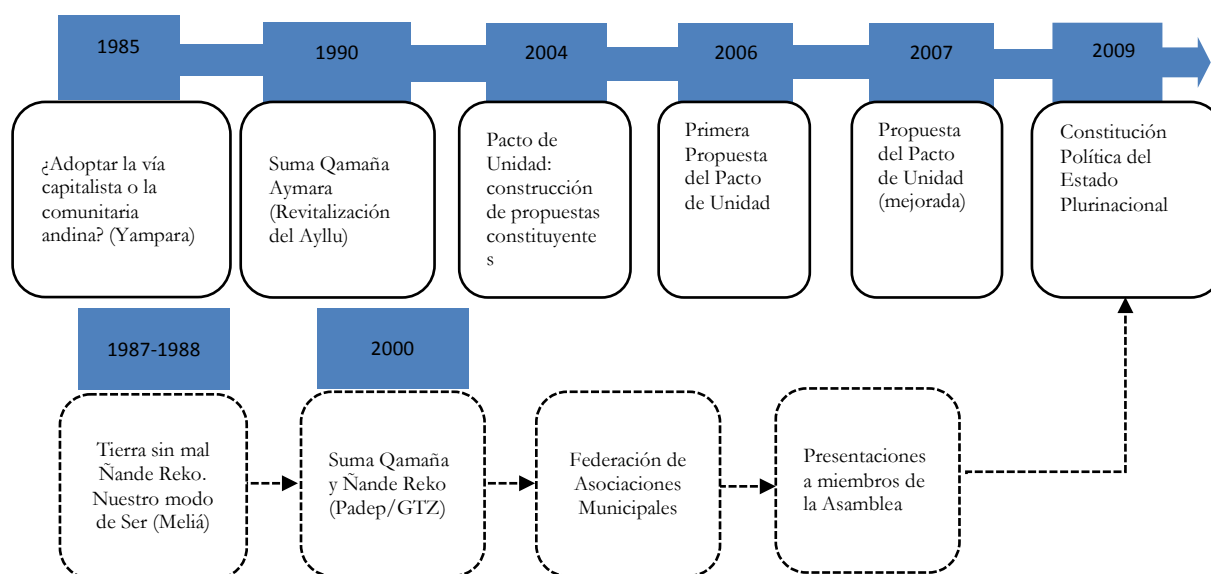 1985
1990
2004
2006
2007
2009
¿Adoptar la vía
capitalista o la
comunitaria
andina? (Yampara)
Suma Qamaña
Aymara
(Revitalización
del Ayllu)
Pacto de
Unidad:
construcción
de propuestas
constituyente
s
Primera
Propuesta
del Pacto
de Unidad
Propuesta
del Pacto
de Unidad
(mejorada)
Constitución
Política del
Estado
Plurinacional
1987-1988
2000
Tierra sin mal
Ñande Reko.
Nuestro modo
de Ser (Meliá)
Suma Qamaña
y Ñande Reko
(Padep/GTZ)
Federación de
Asociaciones
Municipales
Presentaciones
a miembros de
la Asamblea